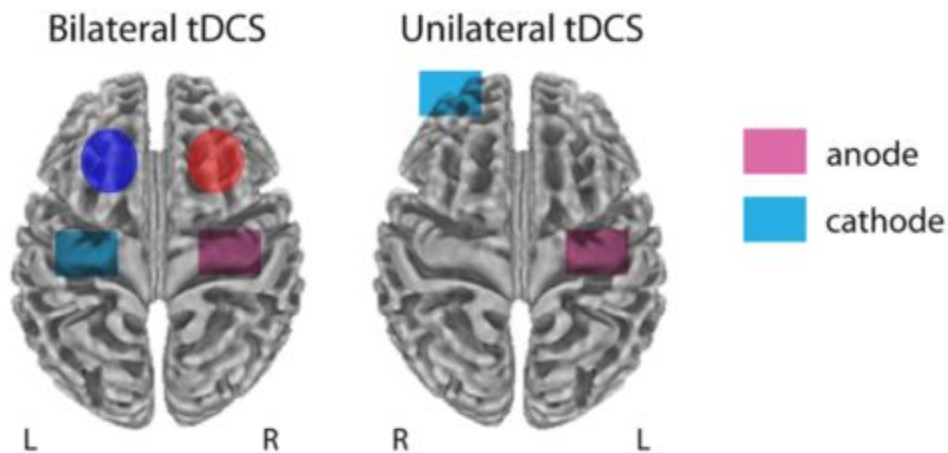 Bilateral tDCS
Unilateral tDCS
anode
cathode
L
R
R
L